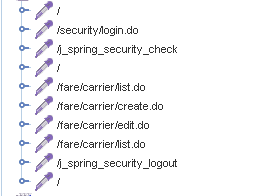 /
/security/login.do
/j_spring_security_check
/
/fare/carrier/list.do
/fare/carrier/create.do
/fare/carrier/edit.do
/fare/carrier/list.do
/j_spring_security_logout
/